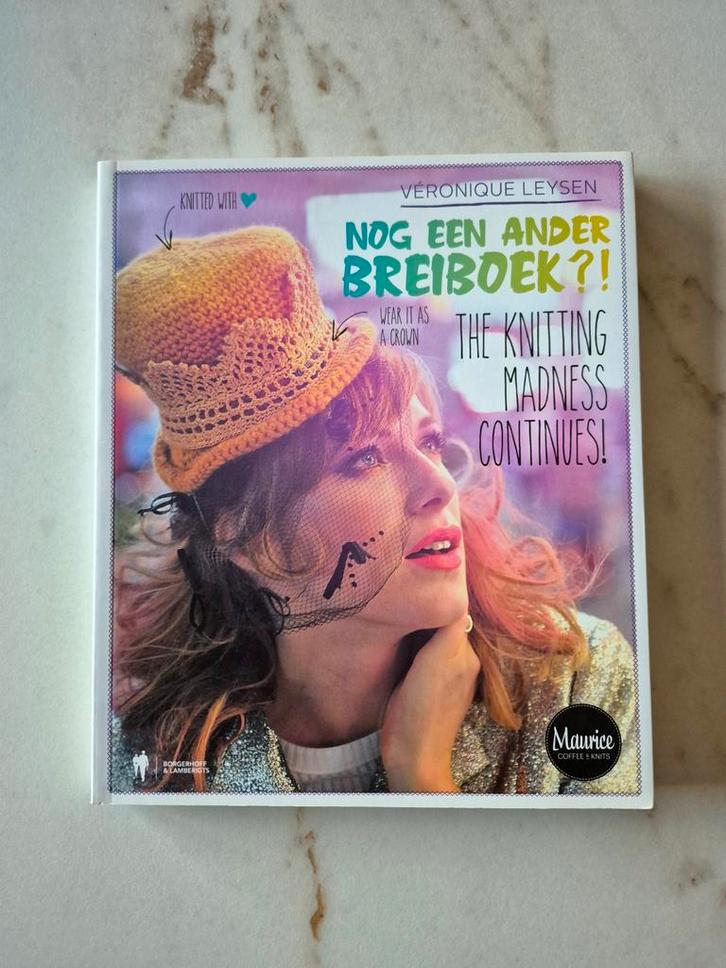 KNITTED WITH
VÉRONIQUE LEYSEN
NOG EEN ANDER
BREIBOEK?!
WEAR IT AS
A CROWN
THE KNITTING
MADNESS
CONTINUES!
Maurice
COFFEE & KNITS
BORGERHOFF
& LAMBERIGTS